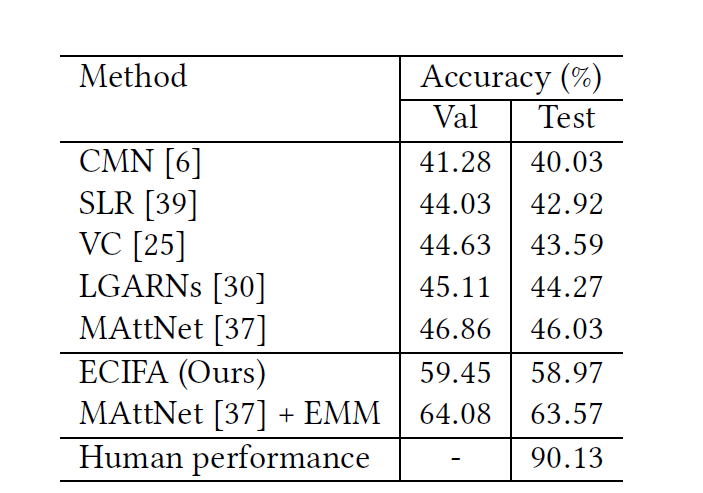 Method Accuracy (%)
Val Test
CMN [6] 41.28 40.03
SLR [39] 44.03 42.92
VC [25] 44.63 43.59
LGARNs [30] 45.11 44.27
MAttNet [37] 46.86 46.03
ECIFA (Ours) 59.45 58.97
MAttNet [37] + EMM 64.08 63.57
Human performance - 90.13